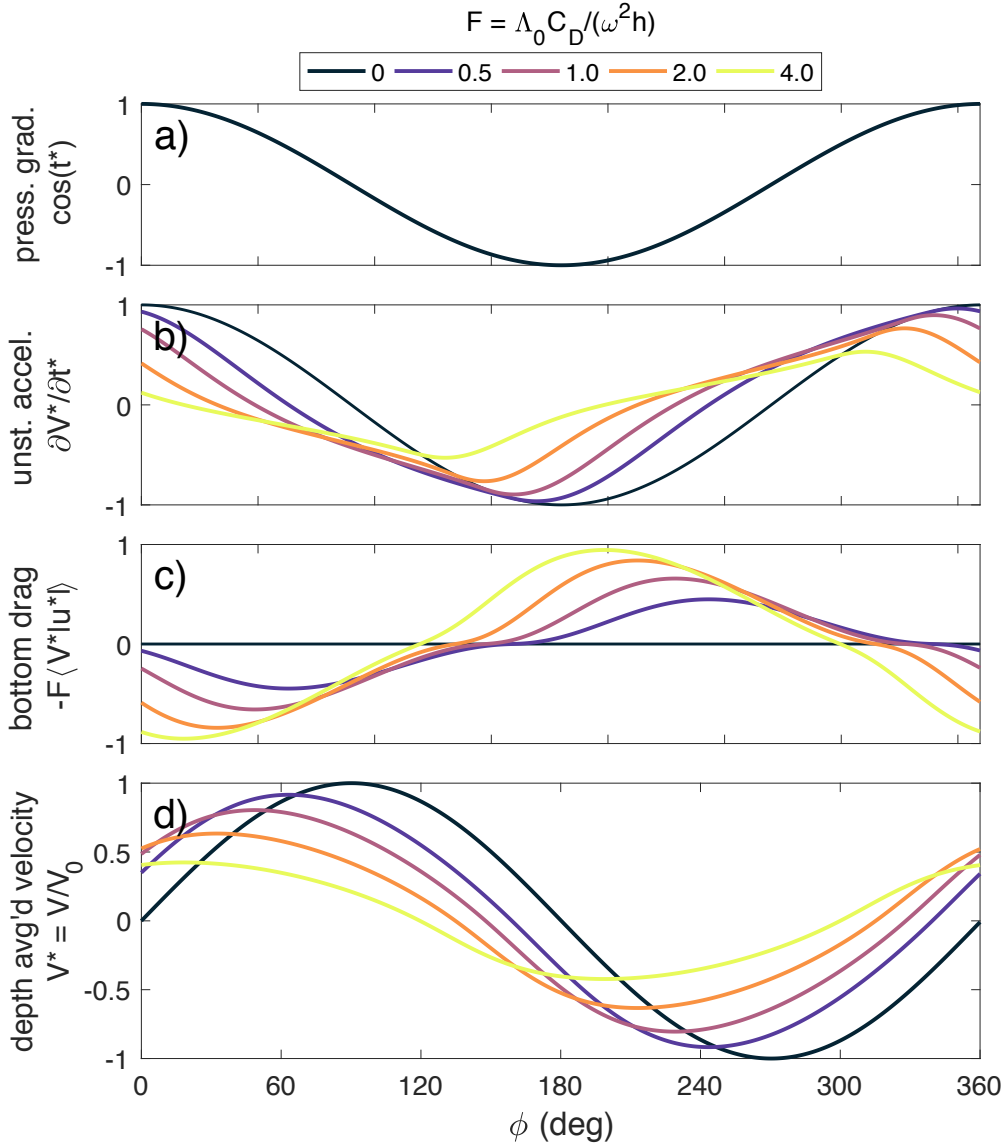 F = Λ₀C_D/(ω²h)
0 0.5 1.0 2.0 4.0
a)
press. grad.
cos(t*)
1
0
-1
b)
unst. accel.
∂V*/∂t*
1
0
-1
c)
bottom drag
-F⟨V*|u*|⟩
1
0
-1
d)
depth avg'd velocity
V* = V/V₀
1
0.5
0
-0.5
-1
0 60 120 180 240 300 360
ϕ (deg)